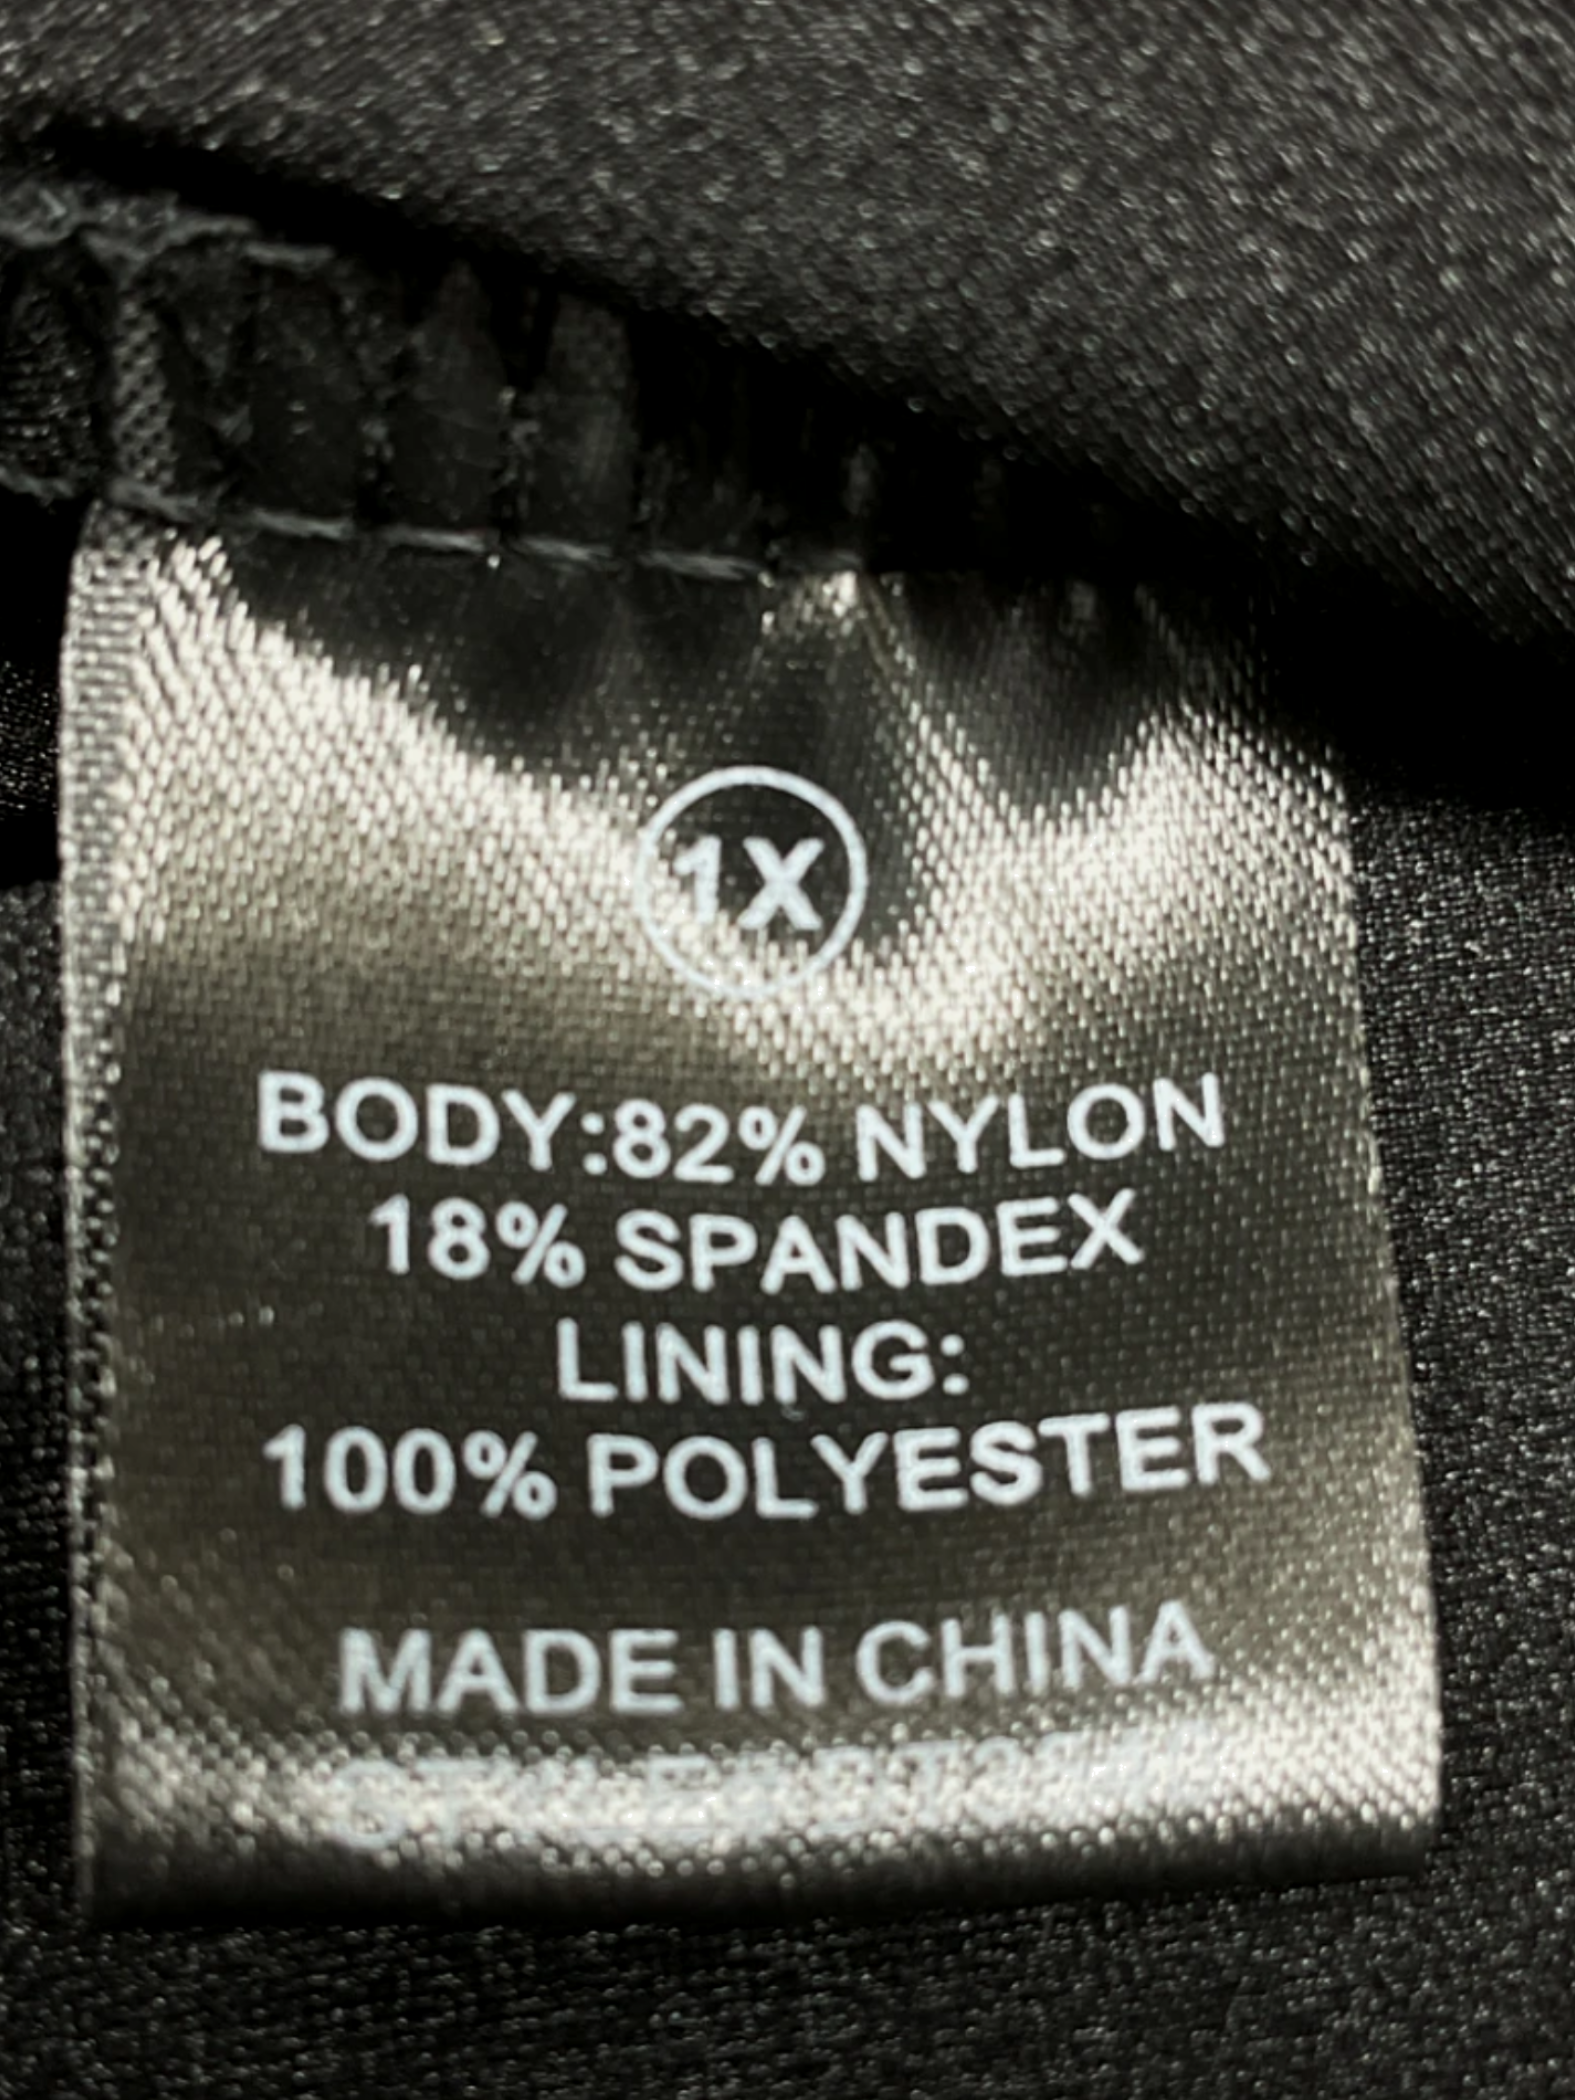 1X
BODY:82% NYLON
18% SPANDEX
LINING:
100% POLYESTER
MADE IN CHINA